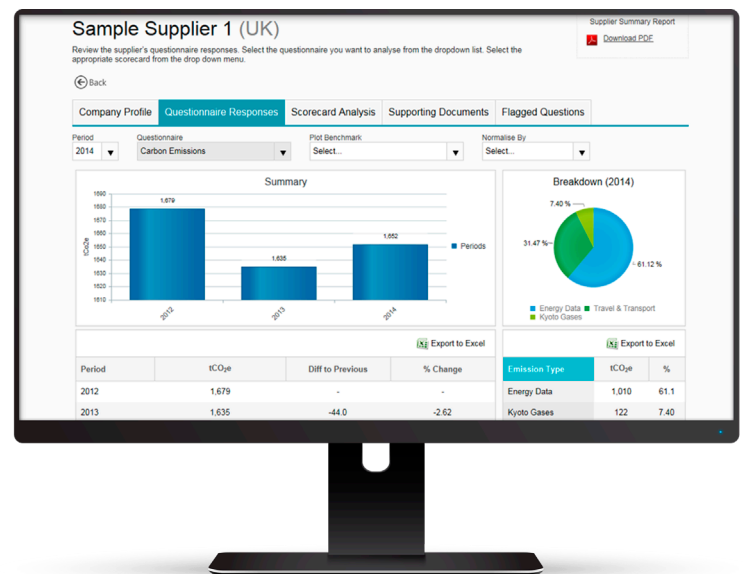 Sample Supplier 1 (UK)
Supplier Summary Report
Download PDF
Review the supplier's questionnaire responses. Select the questionnaire you want to analyse from the dropdown list. Select the
appropriate scorecard from the drop down menu.
Back
Company Profile Questionnaire Responses Scorecard Analysis Supporting Documents Flagged Questions
Period Questionnaire Plot Benchmark Normalise By
2014 Carbon Emissions Select... Select...
Summary
1690
1680
1670
1660
1650
1640
1630
1620
1610
tCo2e
1,679
1,635
1,652
2012 2013 2014
Periods
Breakdown (2014)
7.40 %
31.47 %
61.12 %
Energy Data Travel & Transport
Kyoto Gases
Export to Excel Export to Excel
Period tCO₂e Diff to Previous % Change Emission Type tCO₂e %
2012 1,679 - - Energy Data 1,010 61.1
2013 1,635 -44.0 -2.62 Kyoto Gases 122 7.40